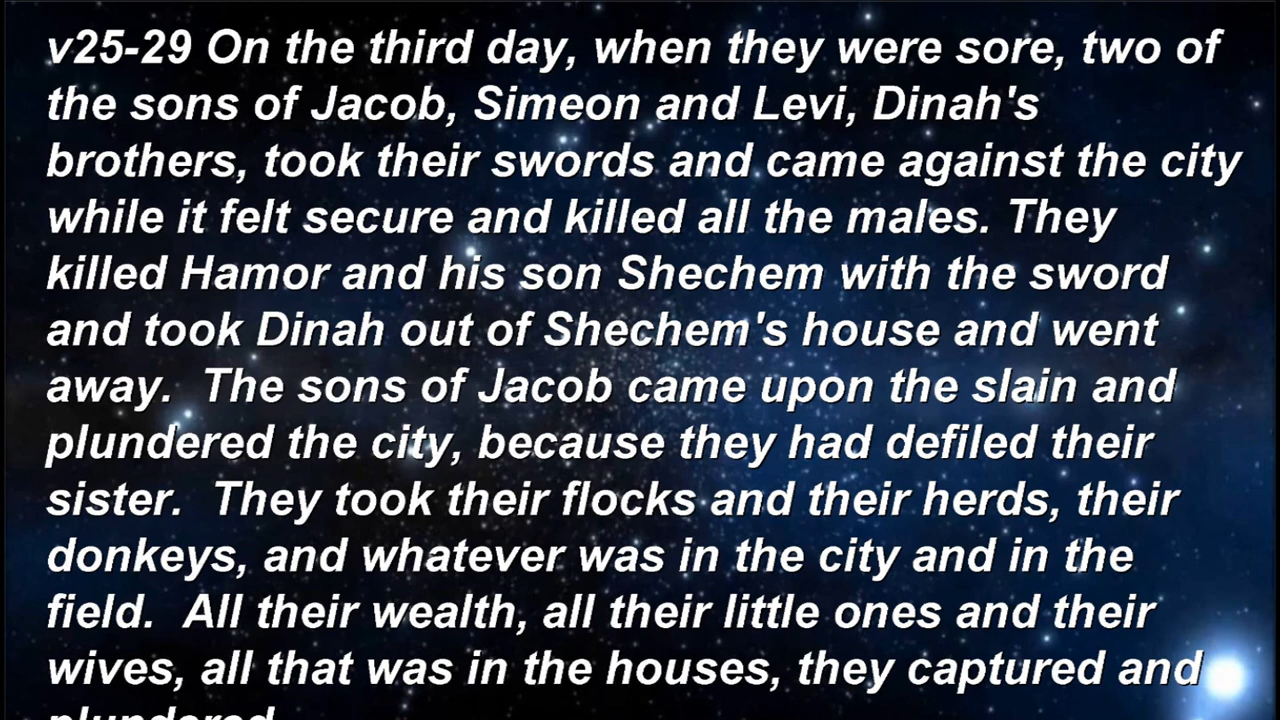 v25-29 On the third day, when they were sore, two of
the sons of Jacob, Simeon and Levi, Dinah's
brothers, took their swords and came against the city
while it felt secure and killed all the males. They
killed Hamor and his son Shechem with the sword
and took Dinah out of Shechem's house and went
away.  The sons of Jacob came upon the slain and
plundered the city, because they had defiled their
sister.  They took their flocks and their herds, their
donkeys, and whatever was in the city and in the
field.  All their wealth, all their little ones and their
wives, all that was in the houses, they captured and
plundered